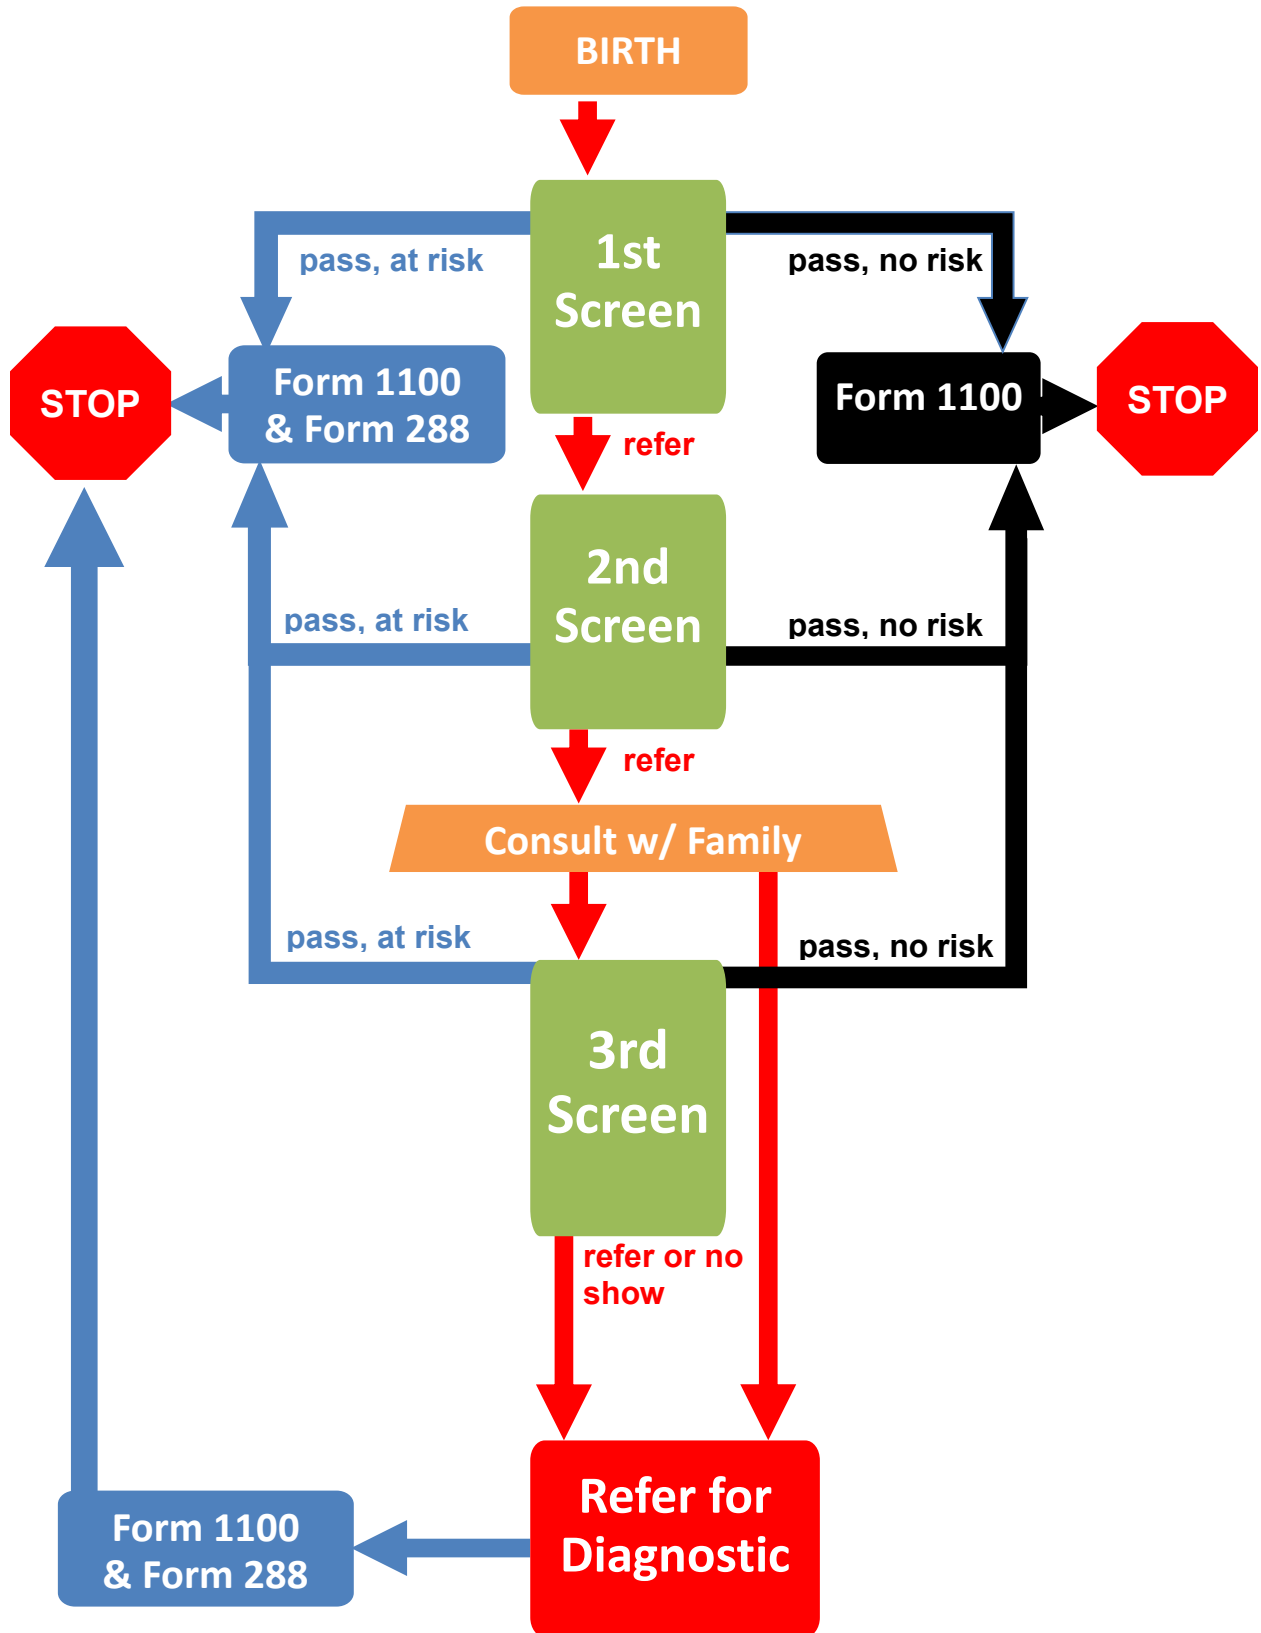 BIRTH
1st
Screen
pass, at risk
pass, no risk
STOP
Form 1100
& Form 288
Form 1100
STOP
refer
2nd
Screen
pass, at risk
pass, no risk
refer
Consult w/ Family
pass, at risk
pass, no risk
3rd
Screen
refer or no
show
Refer for
Diagnostic
Form 1100
& Form 288